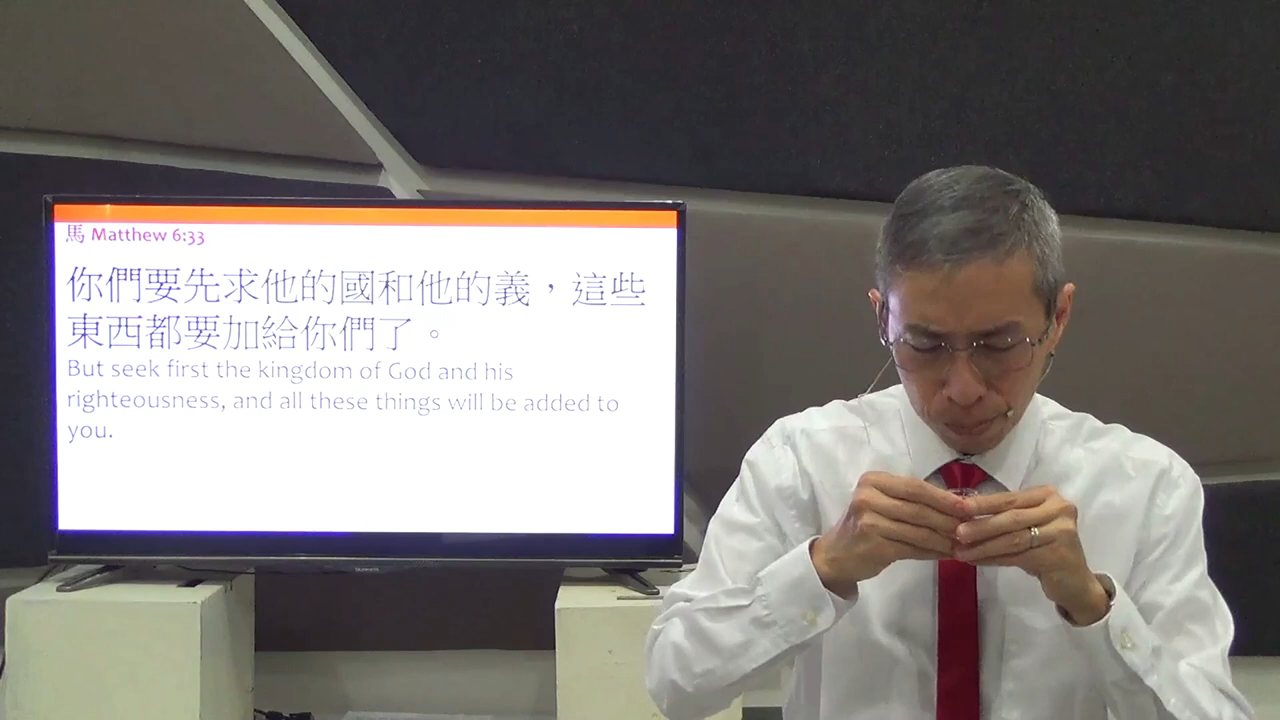 馬 Matthew 6:33
你們要先求他的國和他的義，這些
東西都要加給你們了。
But seek first the kingdom of God and his
righteousness, and all these things will be added to
you.